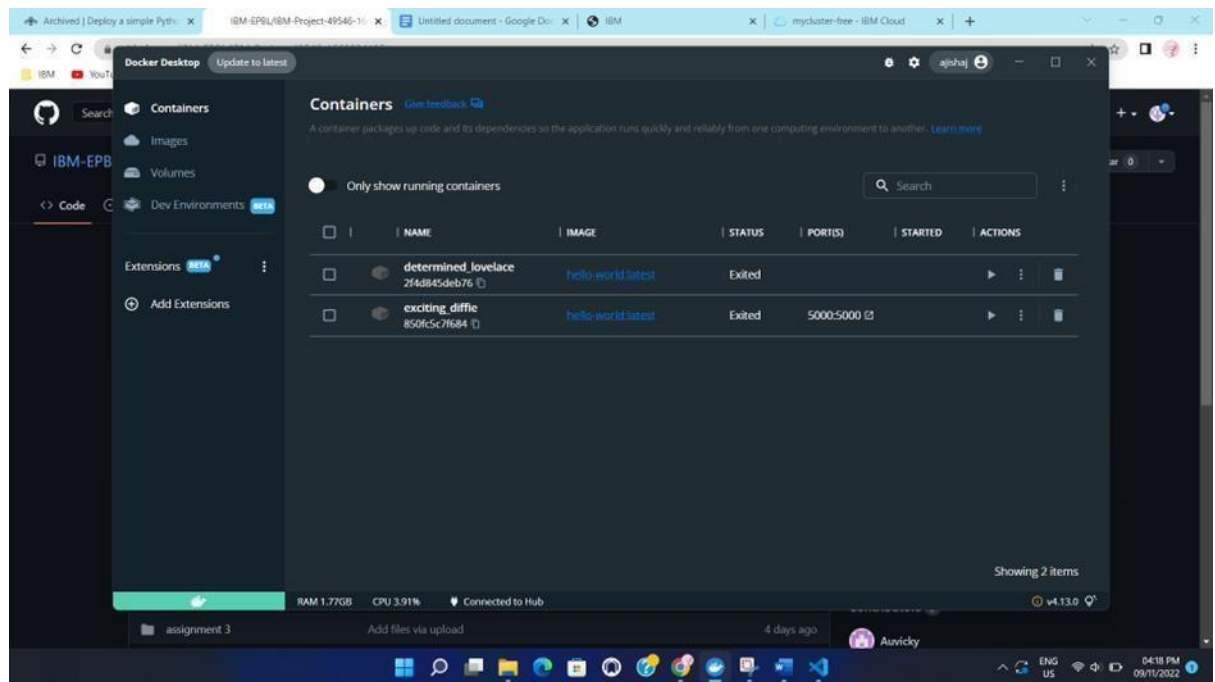 Archived | Deploy a simple Pyth
IBM-EPBL/IBM-Project-49546-16
Untitled document - Google Doc
IBM
mycluster-free - IBM Cloud
IBM
YouTu
Docker Desktop
Update to latest
ajishaj
Search
IBM-EPB
ar 0
Code
Containers
Images
Volumes
Dev Environments BETA
Extensions BETA
Add Extensions
Containers Give feedback
A container packages up code and its dependencies so the application runs quickly and reliably from one computing environment to another. Learn more
Only show running containers
Search
NAME IMAGE STATUS PORT(S) STARTED ACTIONS
determined_lovelace hello-world:latest Exited
2f4d845deb76
exciting_diffie hello-world:latest Exited 5000:5000
850fc5c7f684
Showing 2 items
RAM 1.77GB CPU 3.91% Connected to Hub v4.13.0
assignment 3 Add files via upload 4 days ago
Auvicky
ENG
US
04:18 PM
09/11/2022